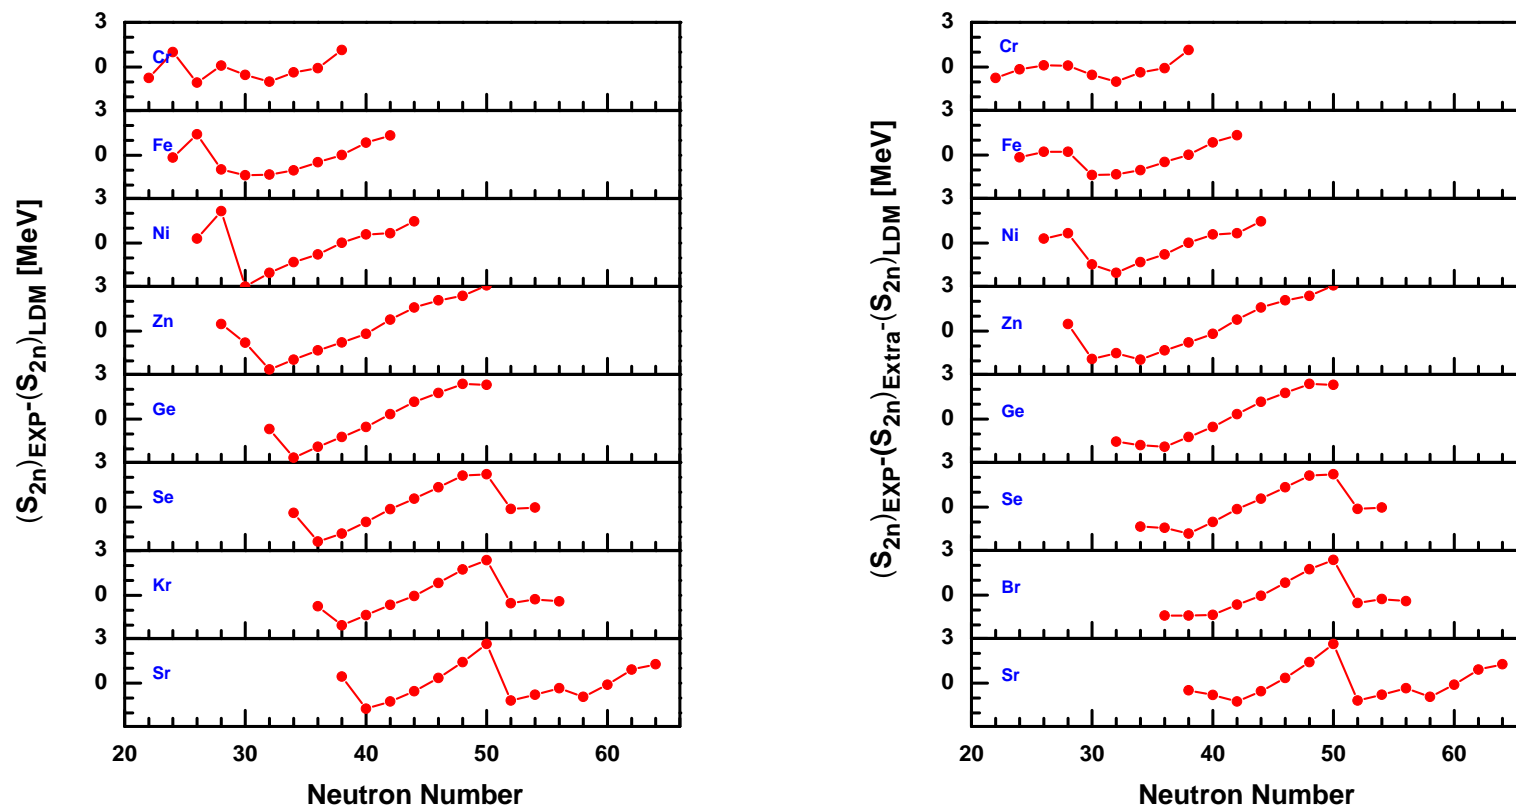 (S2n)EXP-(S2n)LDM [MeV]
3
Cr
0
3
Fe
0
3
Ni
0
3
Zn
0
3
Ge
0
3
Se
0
3
Kr
0
3
Sr
0
20 30 40 50 60
Neutron Number
(S2n)EXP-(S2n)Extra-(S2n)LDM [MeV]
3
Cr
0
3
Fe
0
3
Ni
0
3
Zn
0
3
Ge
0
3
Se
0
3
Br
0
3
Sr
0
20 30 40 50 60
Neutron Number